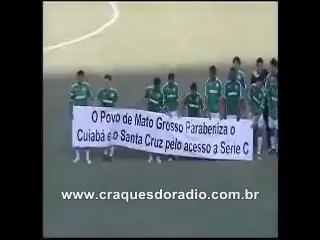 O Povo de Mato Grosso Parabeniza o
Cuiabá e o Santa Cruz pelo acesso a Serie C
www.craquesdoradio.com.br